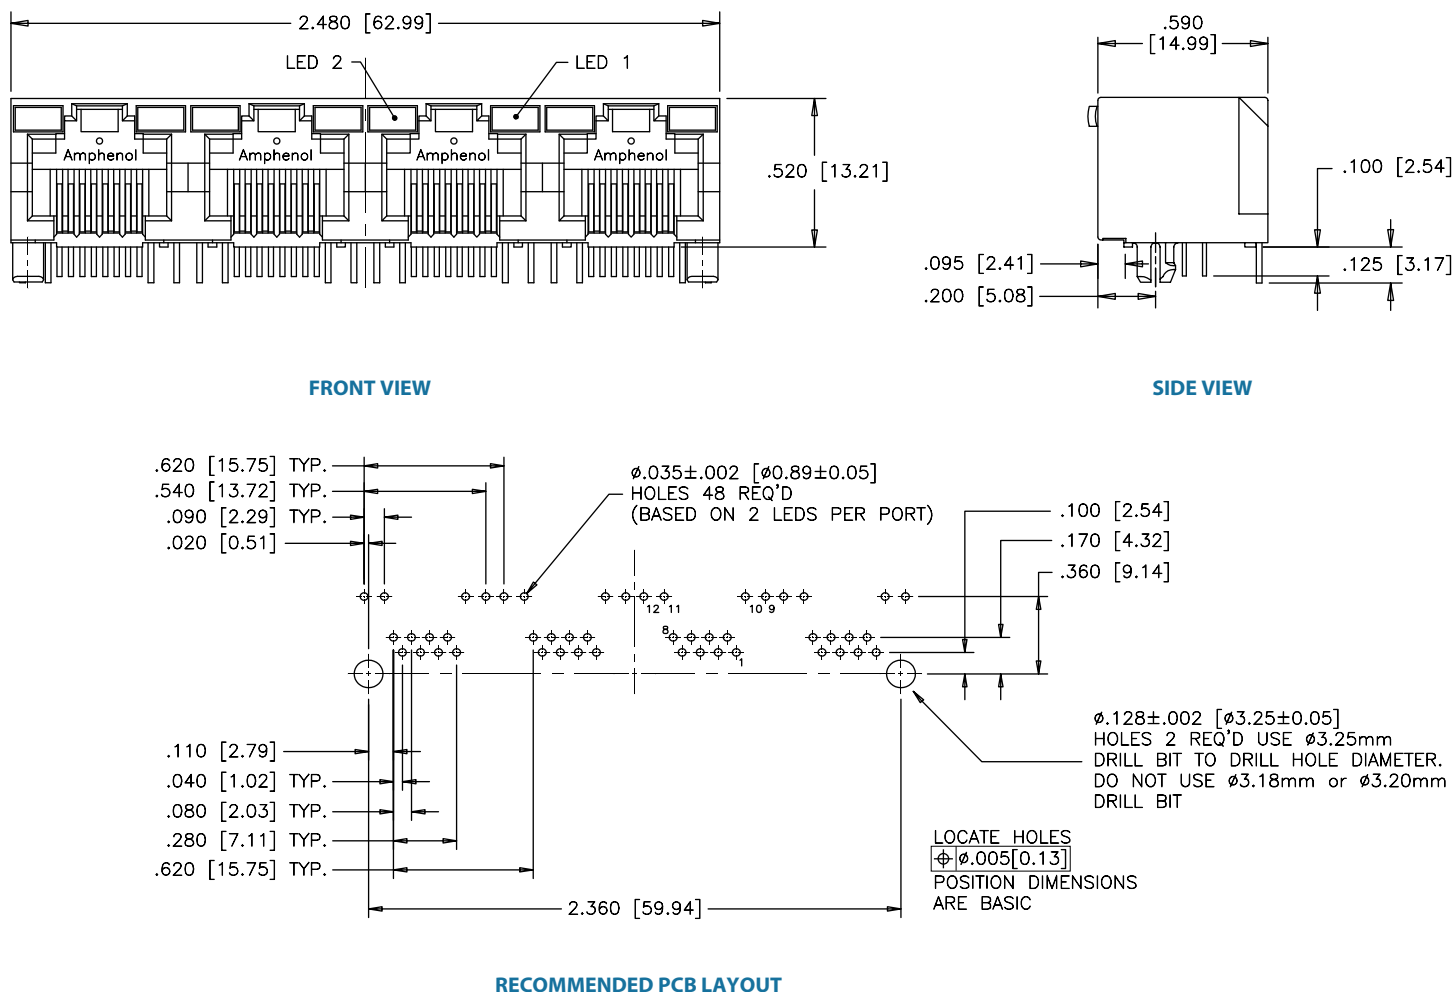 2.480 [62.99]
LED 2
LED 1
Amphenol
Amphenol
Amphenol
Amphenol
.520 [13.21]
.590
[14.99]
.100 [2.54]
.095 [2.41]
.125 [3.17]
.200 [5.08]
FRONT VIEW
SIDE VIEW
.620 [15.75] TYP.
.540 [13.72] TYP.
.090 [2.29] TYP.
.020 [0.51]
ø.035±.002 [ø0.89±0.05]
HOLES 48 REQ'D
(BASED ON 2 LEDS PER PORT)
.100 [2.54]
.170 [4.32]
.360 [9.14]
12 11
10 9
8
1
.110 [2.79]
.040 [1.02] TYP.
.080 [2.03] TYP.
.280 [7.11] TYP.
.620 [15.75] TYP.
2.360 [59.94]
ø.128±.002 [ø3.25±0.05]
HOLES 2 REQ'D USE ø3.25mm
DRILL BIT TO DRILL HOLE DIAMETER.
DO NOT USE ø3.18mm or ø3.20mm
DRILL BIT
LOCATE HOLES
⌖ ø.005[0.13]
POSITION DIMENSIONS
ARE BASIC
RECOMMENDED PCB LAYOUT